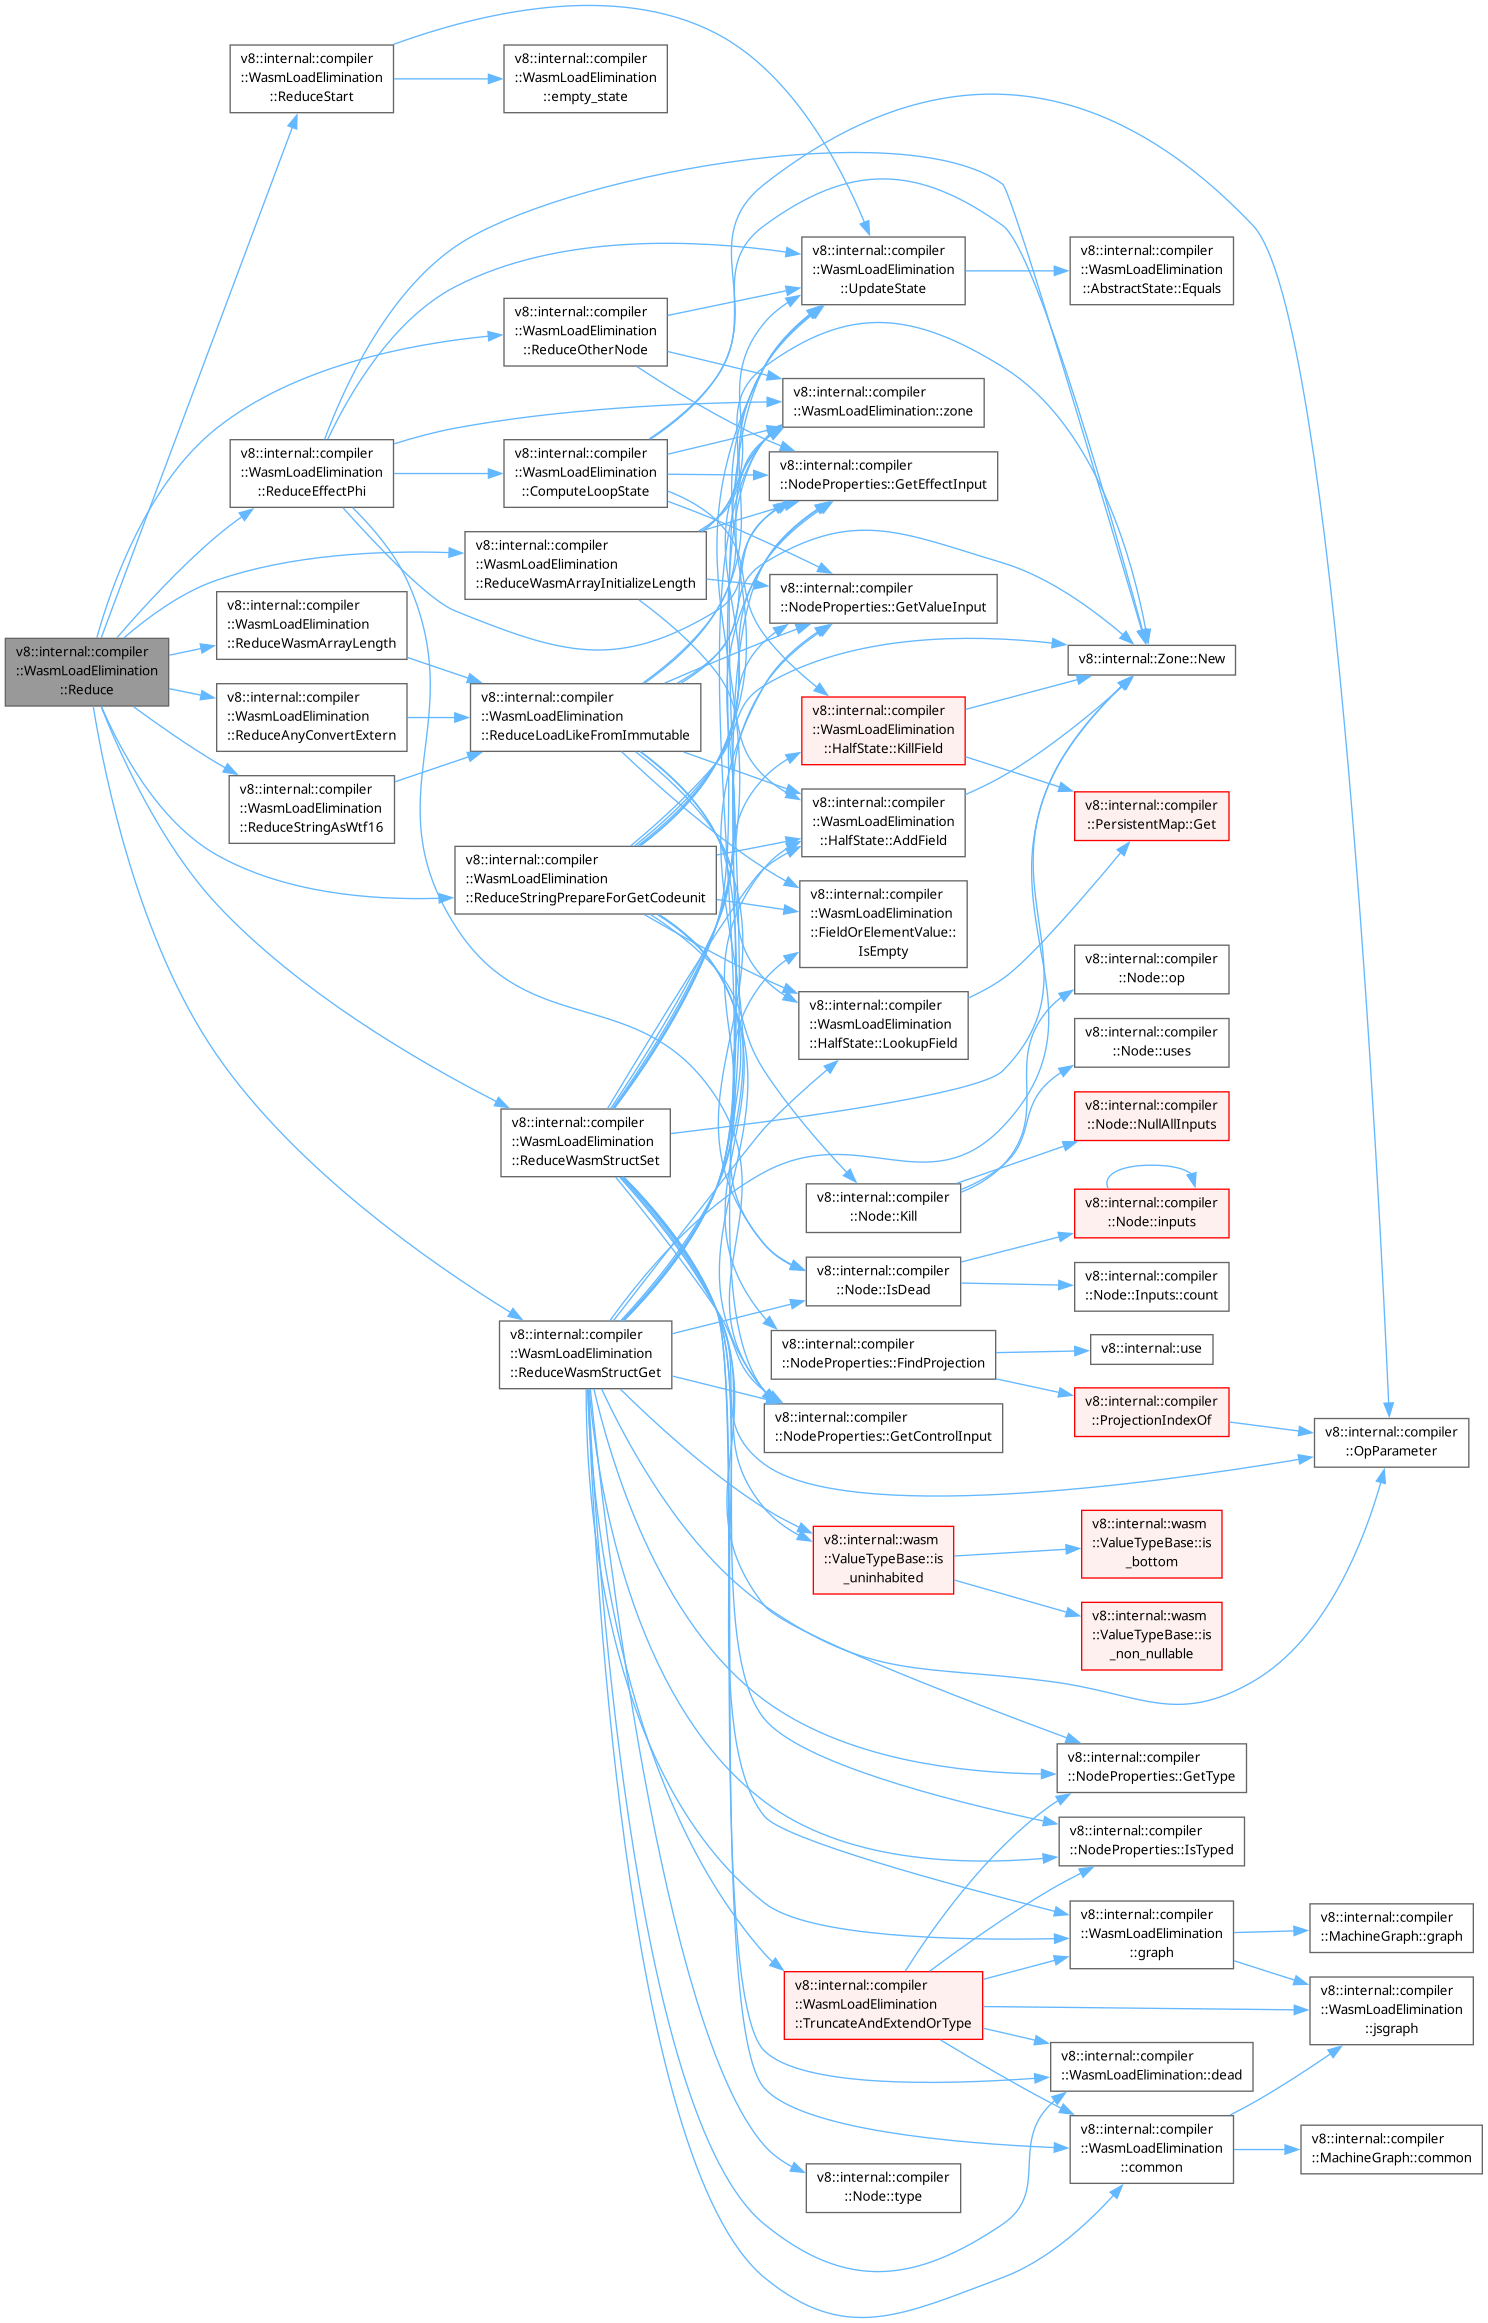 v8::internal::compiler
::WasmLoadElimination
::Reduce
v8::internal::compiler
::WasmLoadElimination
::ReduceStart
v8::internal::compiler
::WasmLoadElimination
::ReduceEffectPhi
v8::internal::compiler
::WasmLoadElimination
::ReduceWasmArrayLength
v8::internal::compiler
::WasmLoadElimination
::ReduceAnyConvertExtern
v8::internal::compiler
::WasmLoadElimination
::ReduceStringAsWtf16
v8::internal::compiler
::WasmLoadElimination
::empty_state
v8::internal::compiler
::WasmLoadElimination
::ReduceOtherNode
v8::internal::compiler
::WasmLoadElimination
::ComputeLoopState
v8::internal::compiler
::WasmLoadElimination
::ReduceWasmArrayInitializeLength
v8::internal::compiler
::WasmLoadElimination
::ReduceLoadLikeFromImmutable
v8::internal::compiler
::WasmLoadElimination
::ReduceStringPrepareForGetCodeunit
v8::internal::compiler
::WasmLoadElimination
::ReduceWasmStructSet
v8::internal::compiler
::WasmLoadElimination
::ReduceWasmStructGet
v8::internal::compiler
::WasmLoadElimination
::UpdateState
v8::internal::compiler
::WasmLoadElimination::zone
v8::internal::compiler
::NodeProperties::GetEffectInput
v8::internal::compiler
::NodeProperties::GetValueInput
v8::internal::compiler
::WasmLoadElimination
::HalfState::KillField
v8::internal::compiler
::WasmLoadElimination
::HalfState::AddField
v8::internal::compiler
::WasmLoadElimination
::FieldOrElementValue::
IsEmpty
v8::internal::compiler
::WasmLoadElimination
::HalfState::LookupField
v8::internal::compiler
::Node::Kill
v8::internal::compiler
::Node::IsDead
v8::internal::compiler
::NodeProperties::FindProjection
v8::internal::compiler
::NodeProperties::GetControlInput
v8::internal::wasm
::ValueTypeBase::is
_uninhabited
v8::internal::compiler
::WasmLoadElimination
::TruncateAndExtendOrType
v8::internal::compiler
::Node::type
v8::internal::compiler
::WasmLoadElimination
::AbstractState::Equals
v8::internal::Zone::New
v8::internal::compiler
::PersistentMap::Get
v8::internal::compiler
::Node::op
v8::internal::compiler
::Node::uses
v8::internal::compiler
::Node::NullAllInputs
v8::internal::compiler
::Node::inputs
v8::internal::compiler
::Node::Inputs::count
v8::internal::use
v8::internal::compiler
::ProjectionIndexOf
v8::internal::wasm
::ValueTypeBase::is
_bottom
v8::internal::wasm
::ValueTypeBase::is
_non_nullable
v8::internal::compiler
::NodeProperties::GetType
v8::internal::compiler
::NodeProperties::IsTyped
v8::internal::compiler
::WasmLoadElimination
::graph
v8::internal::compiler
::WasmLoadElimination::dead
v8::internal::compiler
::WasmLoadElimination
::common
v8::internal::compiler
::OpParameter
v8::internal::compiler
::MachineGraph::graph
v8::internal::compiler
::WasmLoadElimination
::jsgraph
v8::internal::compiler
::MachineGraph::common